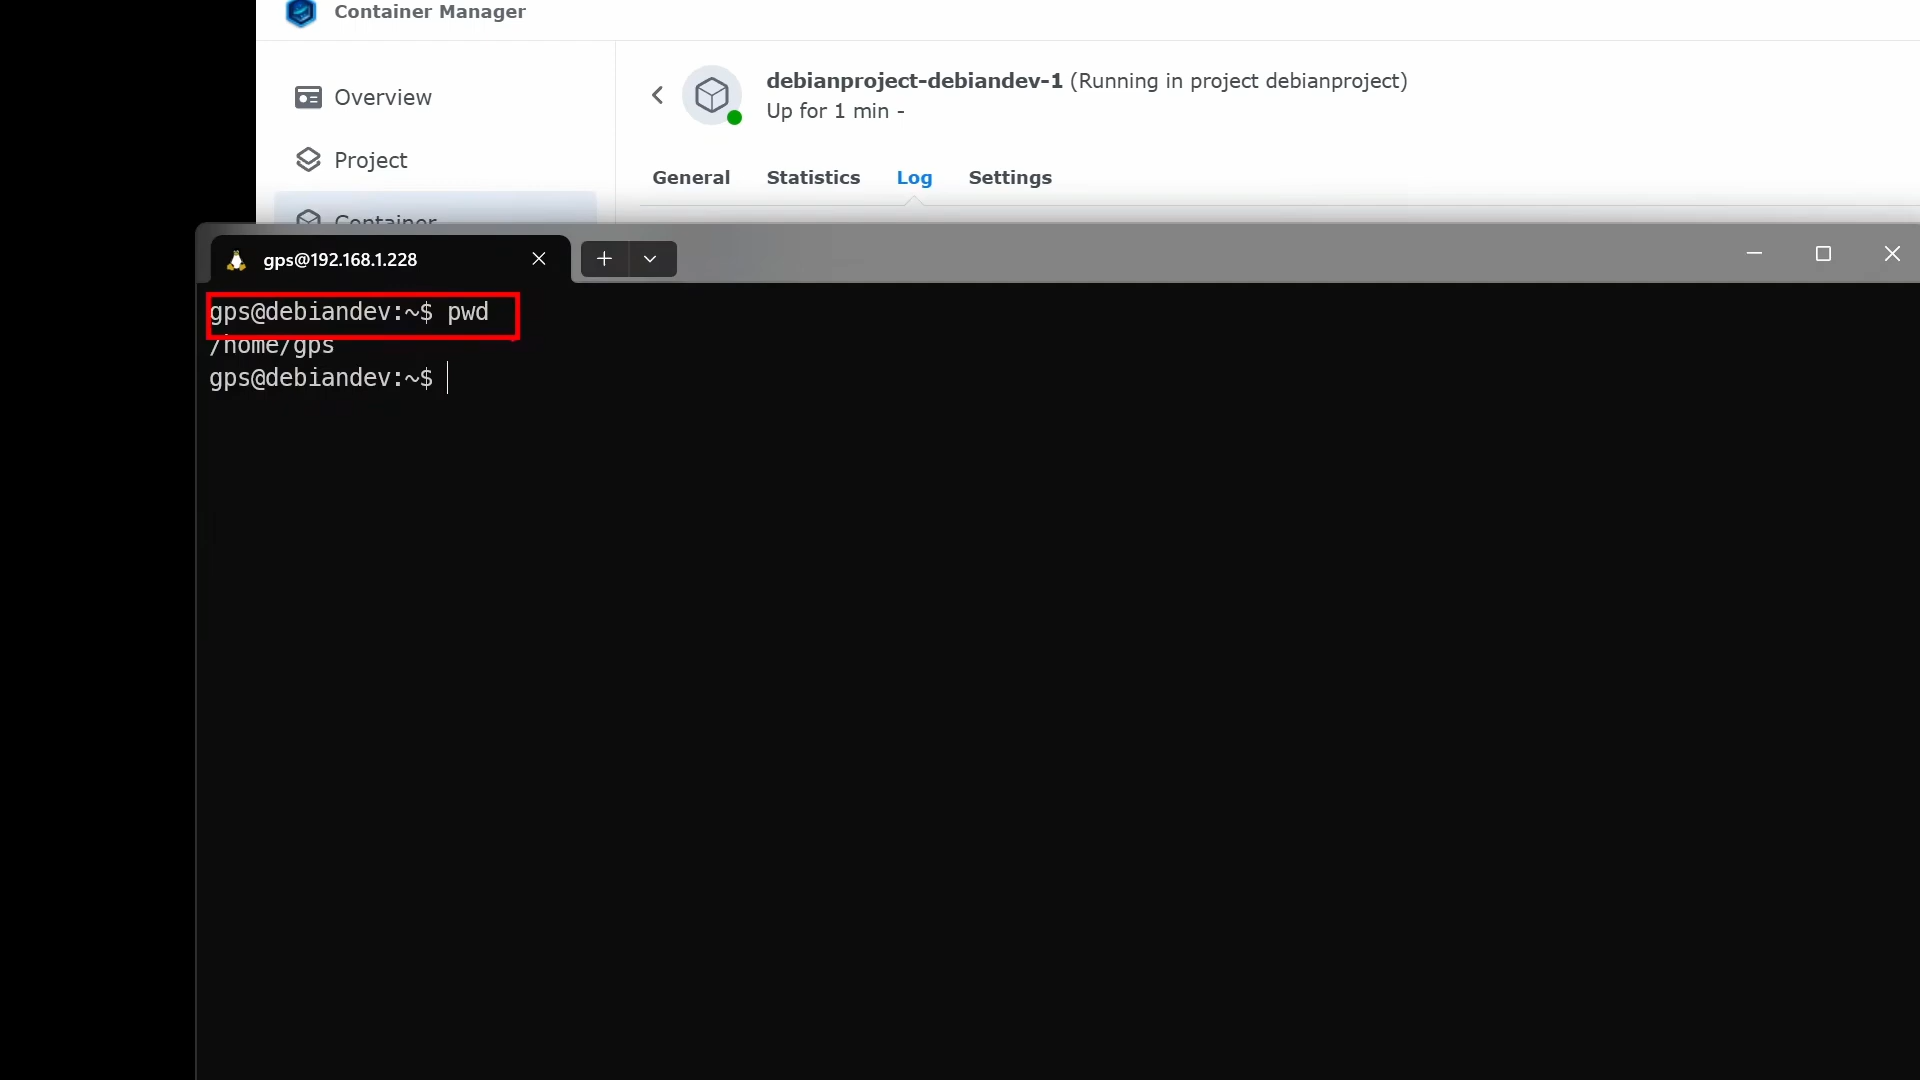 Container Manager
Overview
Project
Container
debianproject-debiandev-1 (Running in project debianproject)
Up for 1 min -
General Statistics Log Settings
gps@192.168.1.228
gps@debiandev:~$ pwd
/home/gps
gps@debiandev:~$